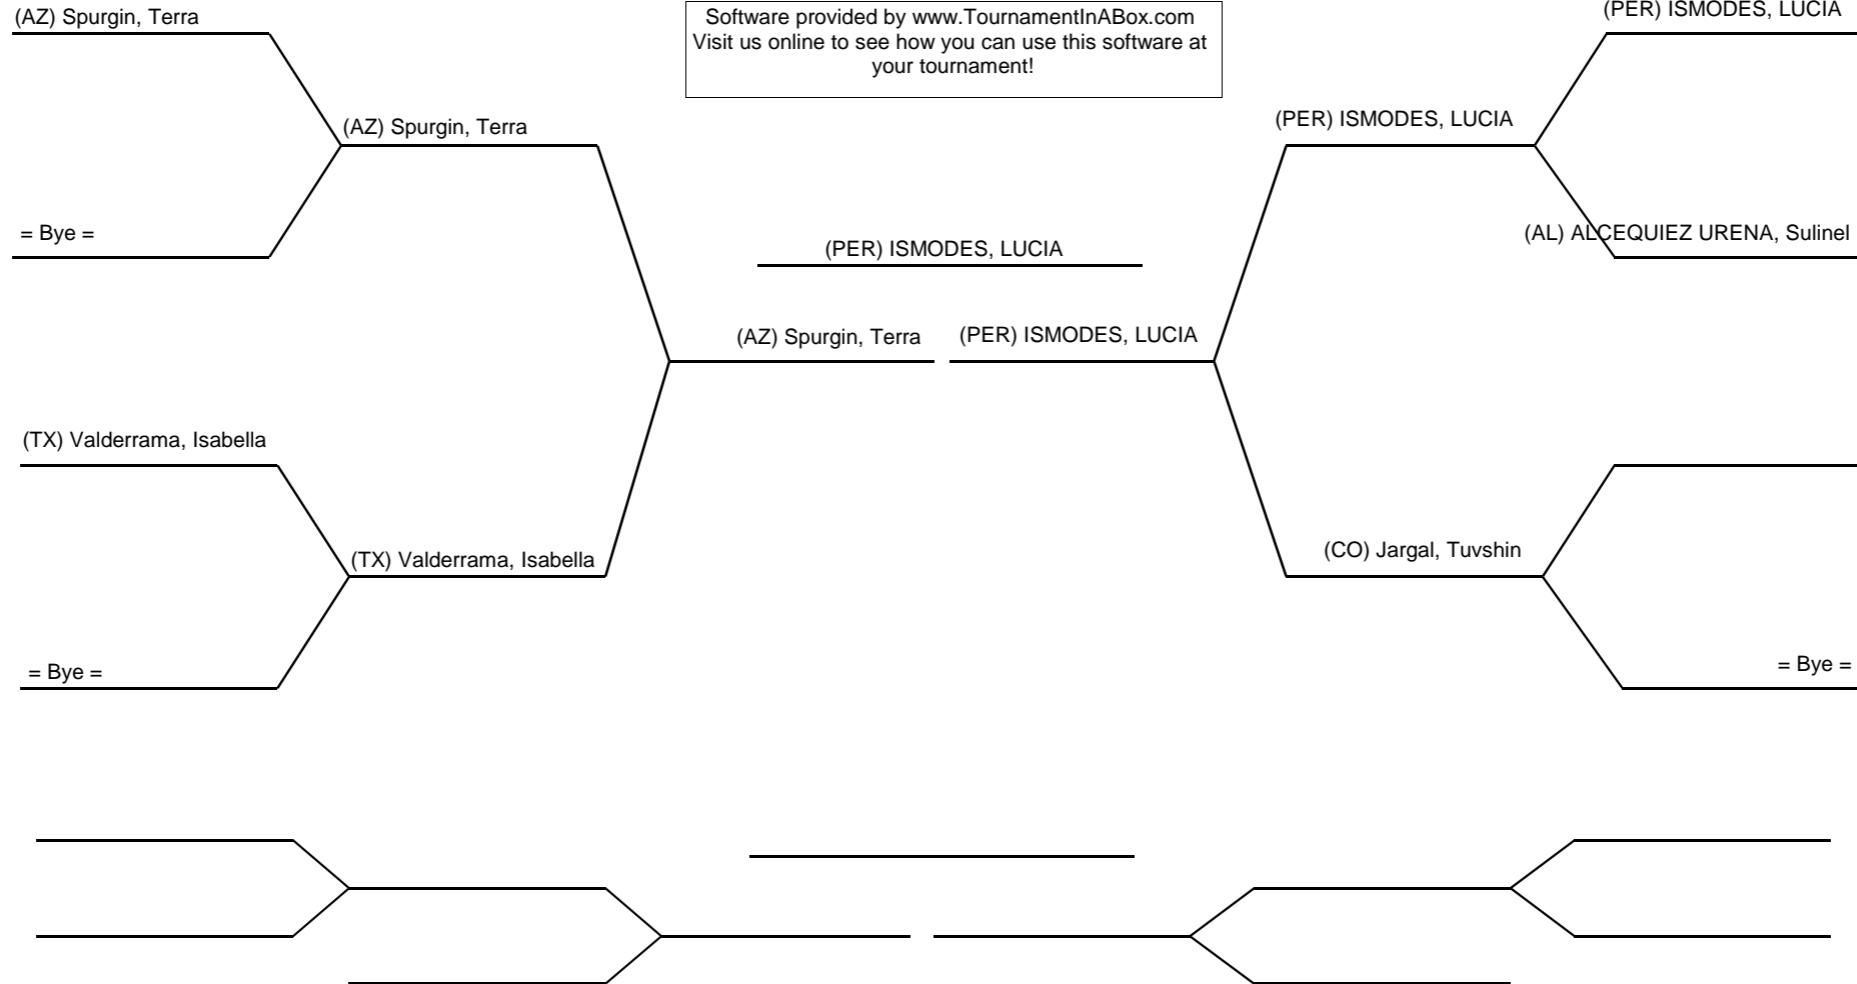 (AZ) Spurgin, Terra
Software provided by www.TournamentInABox.com
Visit us online to see how you can use this software at
your tournament!
(PER) ISMODES, LUCIA
(AZ) Spurgin, Terra
(PER) ISMODES, LUCIA
= Bye =
(PER) ISMODES, LUCIA
(AL) ALCEQUIEZ URENA, Sulinel
(AZ) Spurgin, Terra
(PER) ISMODES, LUCIA
(TX) Valderrama, Isabella
(TX) Valderrama, Isabella
(CO) Jargal, Tuvshin
= Bye =
= Bye =